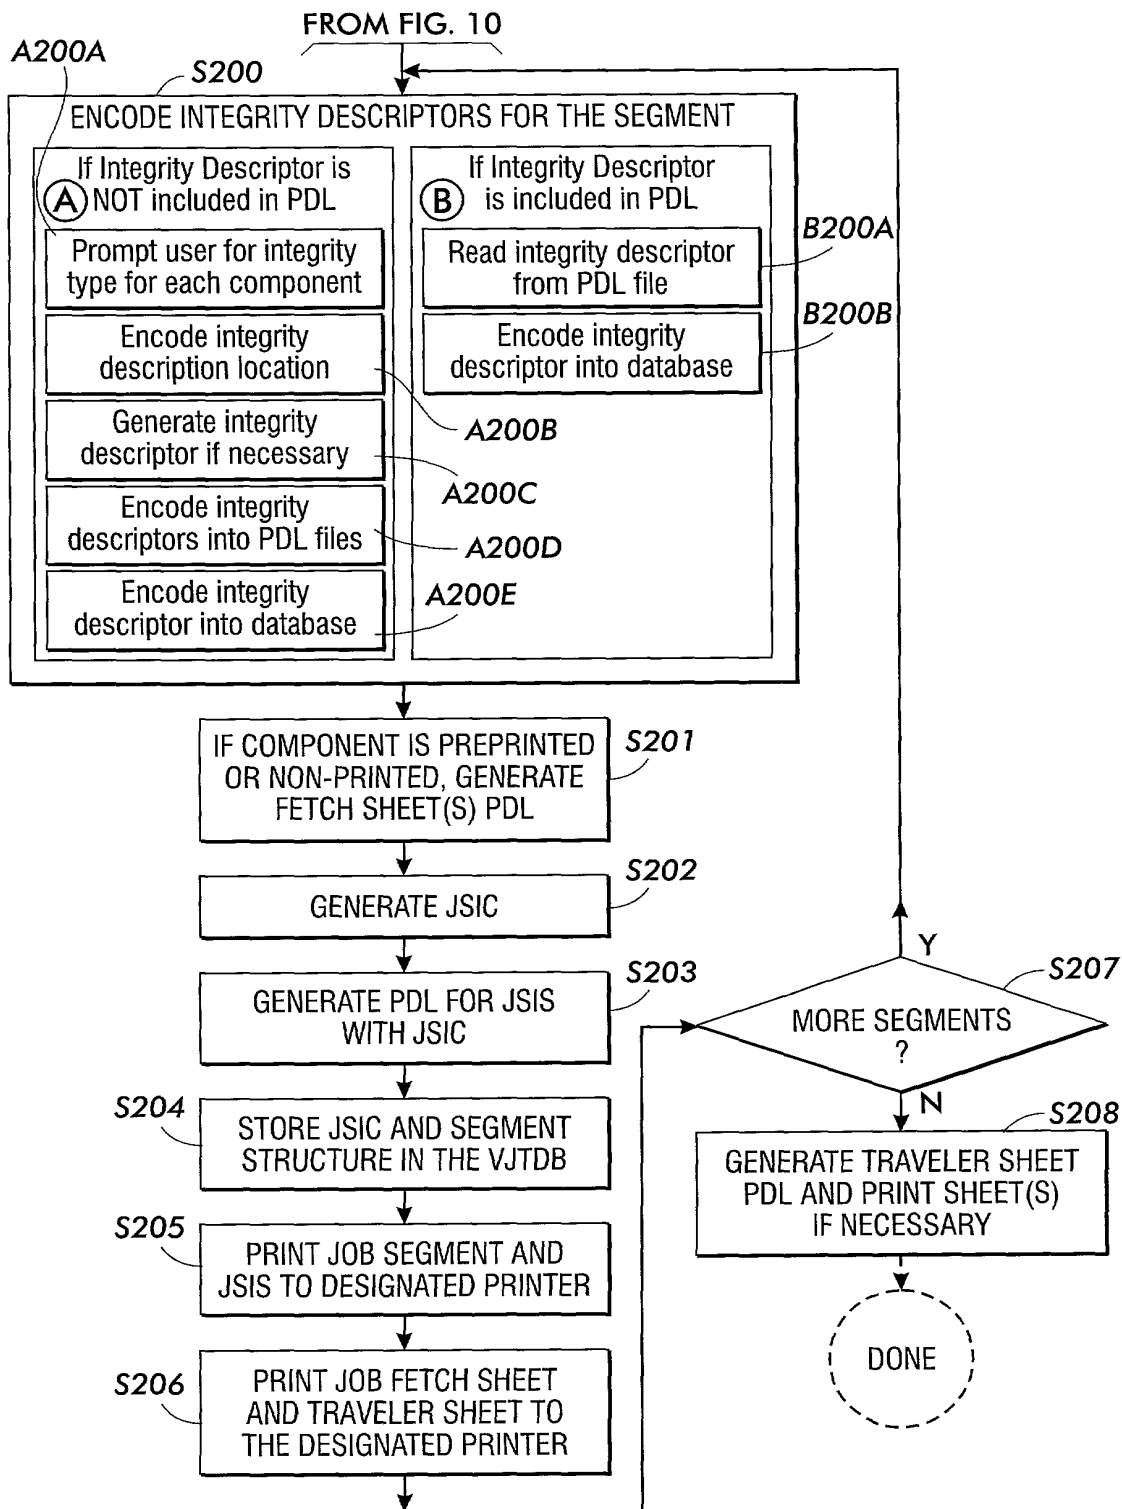 FROM FIG. 10
A200A
S200
ENCODE INTEGRITY DESCRIPTORS FOR THE SEGMENT
If Integrity Descriptor is
A NOT included in PDL
Prompt user for integrity
type for each component
Encode integrity
description location
A200B
Generate integrity
descriptor if necessary
A200C
Encode integrity
descriptors into PDL files
A200D
Encode integrity
descriptor into database
A200E
If Integrity Descriptor
B is included in PDL
Read integrity descriptor
from PDL file
B200A
Encode integrity
descriptor into database
B200B
IF COMPONENT IS PREPRINTED
OR NON-PRINTED, GENERATE
FETCH SHEET(S) PDL
S201
GENERATE JSIC
S202
GENERATE PDL FOR JSIS
WITH JSIC
S203
S204
STORE JSIC AND SEGMENT
STRUCTURE IN THE VJTDB
S205
PRINT JOB SEGMENT AND
JSIS TO DESIGNATED PRINTER
S206
PRINT JOB FETCH SHEET
AND TRAVELER SHEET TO
THE DESIGNATED PRINTER
Y
S207
MORE SEGMENTS
?
N
S208
GENERATE TRAVELER SHEET
PDL AND PRINT SHEET(S)
IF NECESSARY
DONE